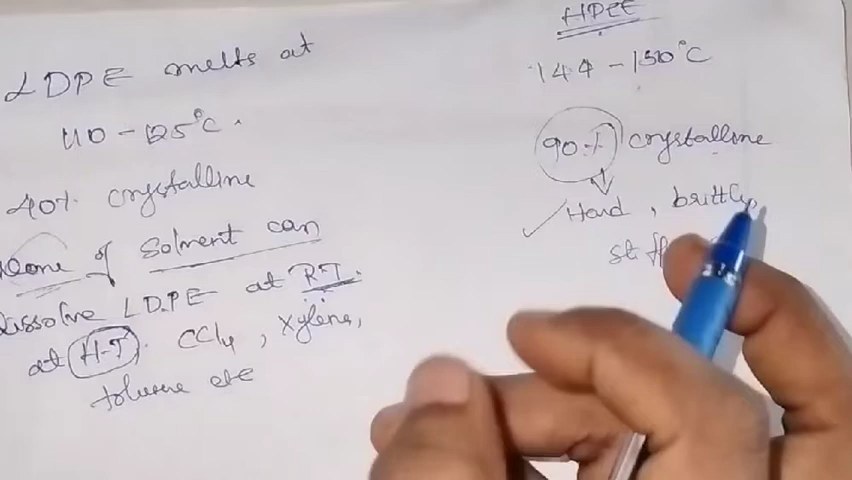 LDPE melts at
110 - 125°C.
40% crystalline
None of Solvent can
dissolve LDPE at RT.
at H-T. CCl4, xylene,
toluene etc
HDPE
144 - 150°C
90% crystalline
Hard, brittle,
stiff